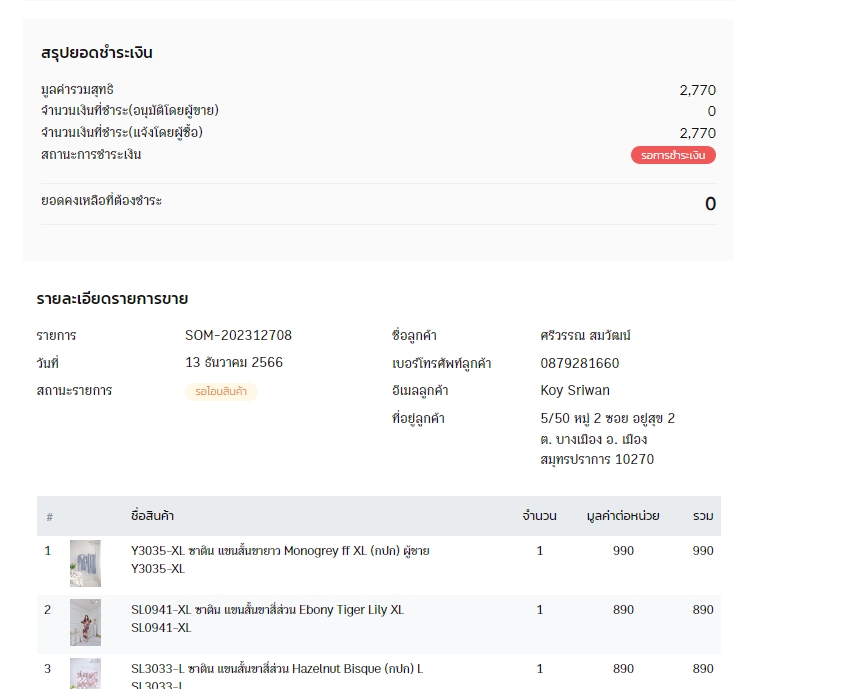 สรุปยอดชำระเงิน
มูลค่ารวมสุทธิ 2,770
จำนวนเงินที่ชำระ(อนุมัติโดยผู้ขาย) 0
จำนวนเงินที่ชำระ(แจ้งโดยผู้ซื้อ) 2,770
สถานะการชำระเงิน รอการชำระเงิน
ยอดคงเหลือที่ต้องชำระ 0
รายละเอียดรายการขาย
รายการ SOM-202312708 ชื่อลูกค้า ศรีวรรณ สมวัฒน์
วันที่ 13 ธันวาคม 2566 เบอร์โทรศัพท์ลูกค้า 0879281660
สถานะรายการ รอโอนสินค้า อีเมลลูกค้า Koy Sriwan
ที่อยู่ลูกค้า 5/50 หมู่ 2 ซอย อยู่สุข 2
ต. บางเมือง อ. เมือง
สมุทรปราการ 10270
# ชื่อสินค้า จำนวน มูลค่าต่อหน่วย รวม
1 Y3035-XL ซาติน แขนสั้นขายาว Monogrey ff XL (กปก) ผู้ชาย 1 990 990
Y3035-XL
2 SL0941-XL ซาติน แขนสั้นขาสี่ส่วน Ebony Tiger Lily XL 1 890 890
SL0941-XL
3 SL3033-L ซาติน แขนสั้นขาสี่ส่วน Hazelnut Bisque (กปก) L 1 890 890
SL3033-L